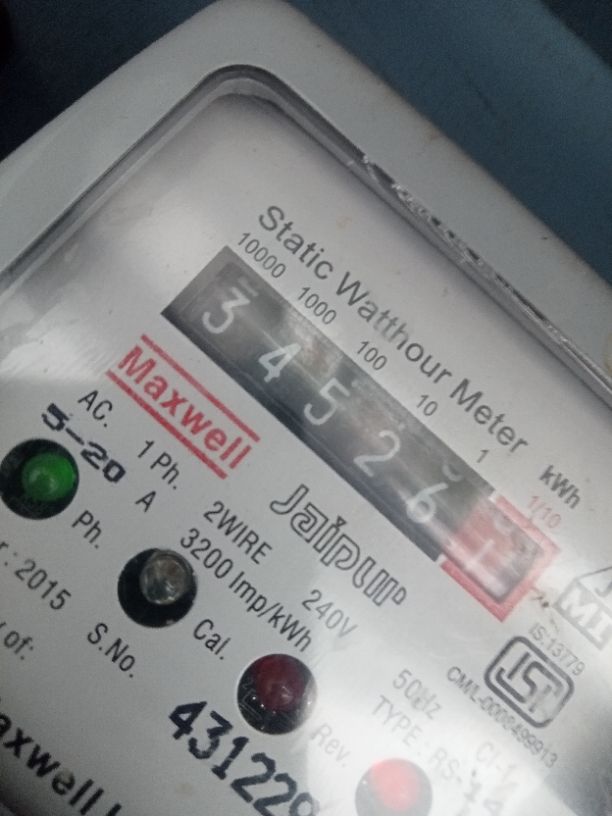 Static Watthour Meter
10000 1000 100 10 1 1/10
kWh
3 4 5 2 6
Maxwell
Jaipur
AC. 1 Ph. 2WIRE 240V 50Hz
5-20 A 3200 Imp/kWh TYPE: RS-
Ph. Cal. Rev.
: 2015 S.No. 431229
y of:
axwell
IS:13779
ISI
CM/L-0008499913